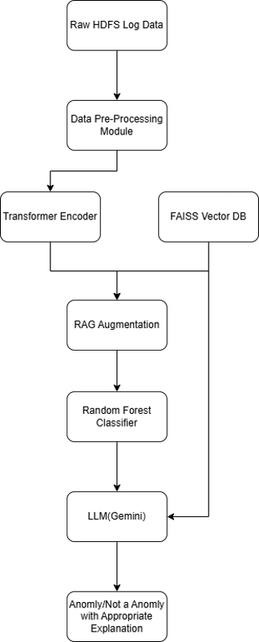 Raw HDFS Log Data
Data Pre-Processing
Module
Transformer Encoder
FAISS Vector DB
RAG Augmentation
Random Forest
Classifier
LLM(Gemini)
Anomly/Not a Anomly
with Appropriate
Explanation